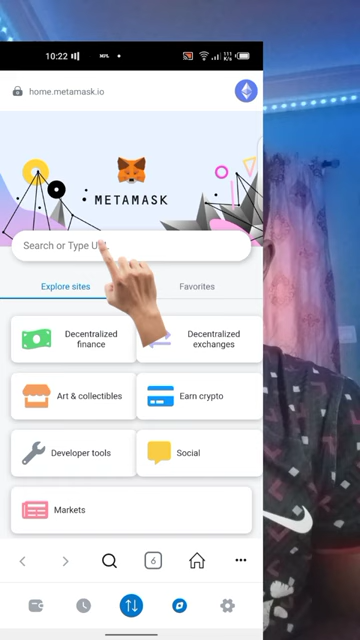 10:22
home.metamask.io
METAMASK
Search or Type U
Explore sites
Favorites
Decentralized
finance
Decentralized
exchanges
Art & collectibles
Earn crypto
Developer tools
Social
Markets
6